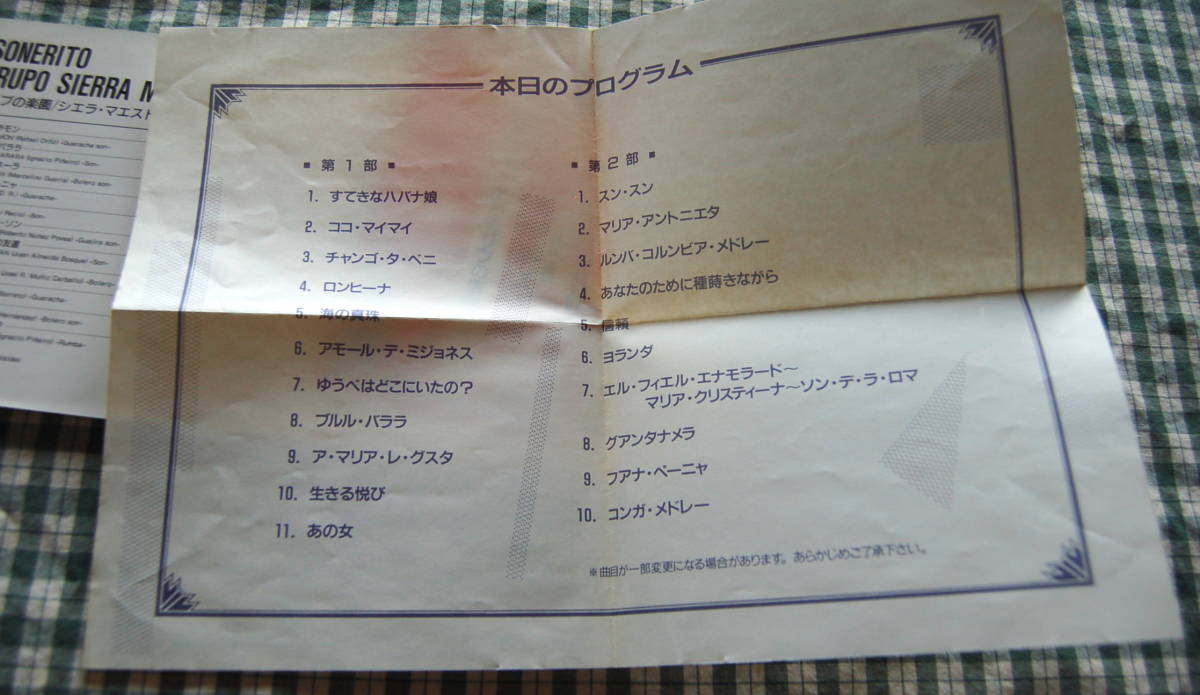 SONERITO
RUPO SIERRA M
ブの楽園/シエラ・マエスト
本日のプログラム
■ 第1部 ■
1. すてきなハバナ娘
2. ココ・マイマイ
3. チャンゴ・タ・ベニ
4. ロンヒーナ
5. 海の真珠
6. アモール・デ・ミジョネス
7. ゆうべはどこにいたの?
8. ブルル・バララ
9. ア・マリア・レ・グスタ
10. 生きる悦び
11. あの女
■ 第2部 ■
1. スン・スン
2. マリア・アントニエタ
3. ルンバ・コルンビア・メドレー
4. あなたのために種蒔きながら
5. 信頼
6. ヨランダ
7. エル・フィエル・エナモラード〜
マリア・クリスティーナ〜ソン・デ・ラ・ロマ
8. グアンタナメラ
9. フアナ・ペーニャ
10. コンガ・メドレー
※曲目が一部変更になる場合があります。あらかじめご了承下さい。